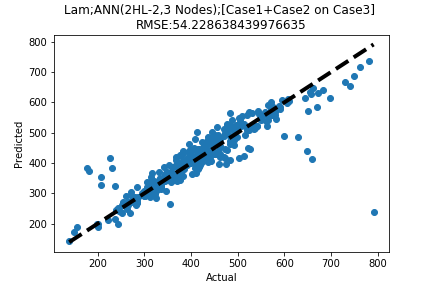 Lam;ANN(2HL-2,3 Nodes);[Case1+Case2 on Case3]
RMSE:54.228638439976635
800
700
600
500
400
300
200
Predicted
200 300 400 500 600 700 800
Actual